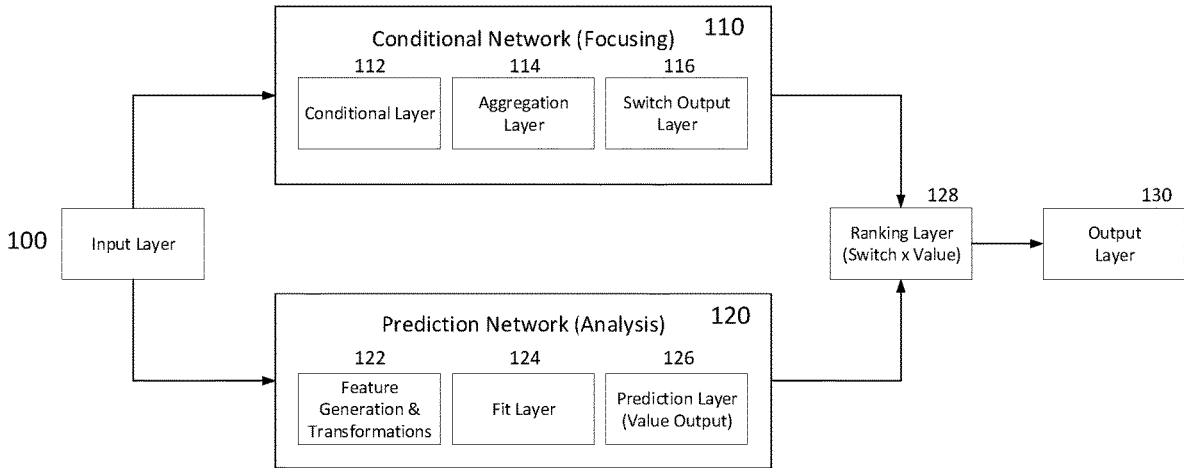 Conditional Network (Focusing)
110
112
114
116
Conditional Layer
Aggregation
Layer
Switch Output
Layer
100
Input Layer
128
Ranking Layer
(Switch x Value)
130
Output
Layer
Prediction Network (Analysis)
120
122
124
126
Feature
Generation &
Transformations
Fit Layer
Prediction Layer
(Value Output)